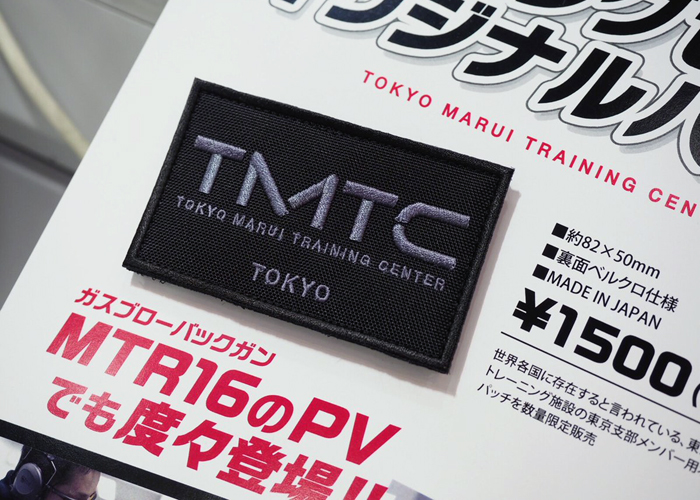 ジナルパ
TOKYO MARUI TRAINING CEN
TMTC
TOKYO MARUI TRAINING CENTER
TOKYO
■約82×50mm
■裏面ベルクロ仕様
■MADE IN JAPAN
¥1500(
世界各国に存在すると言われている、東
トレーニング施設の東京支部メンバー用
パッチを数量限定販売
ガスブローバックガン
MTR16のPV
でも度々登場!!